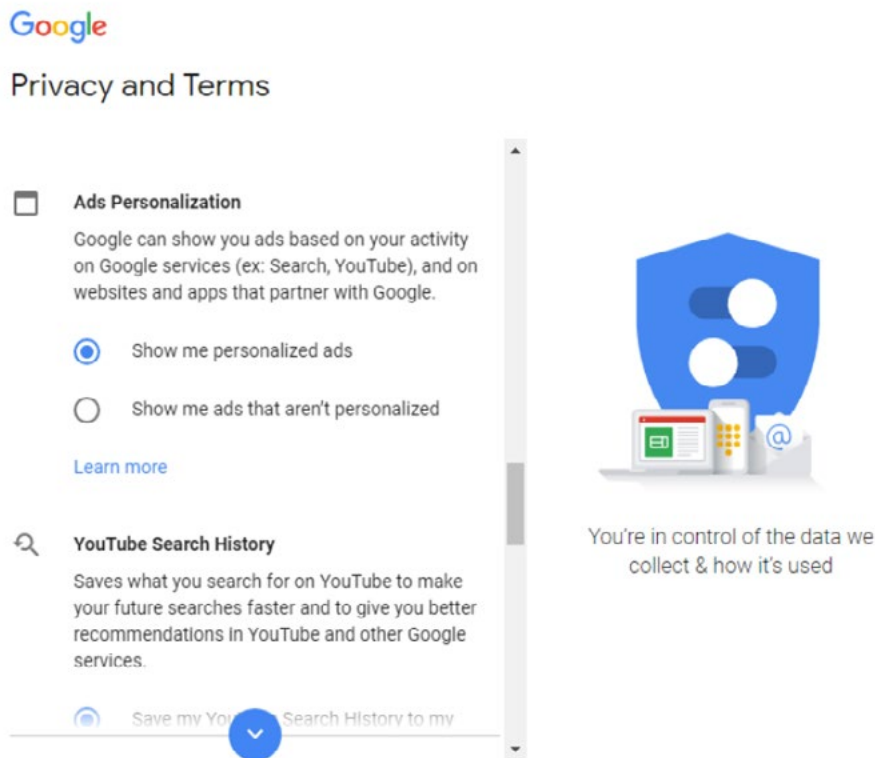 Google
Privacy and Terms
Ads Personalization
Google can show you ads based on your activity
on Google services (ex: Search, YouTube), and on
websites and apps that partner with Google.
Show me personalized ads
Show me ads that aren't personalized
Learn more
YouTube Search History
Saves what you search for on YouTube to make
your future searches faster and to give you better
recommendations in YouTube and other Google
services.
Save my YouTube Search History to my
@
You're in control of the data we
collect & how it's used